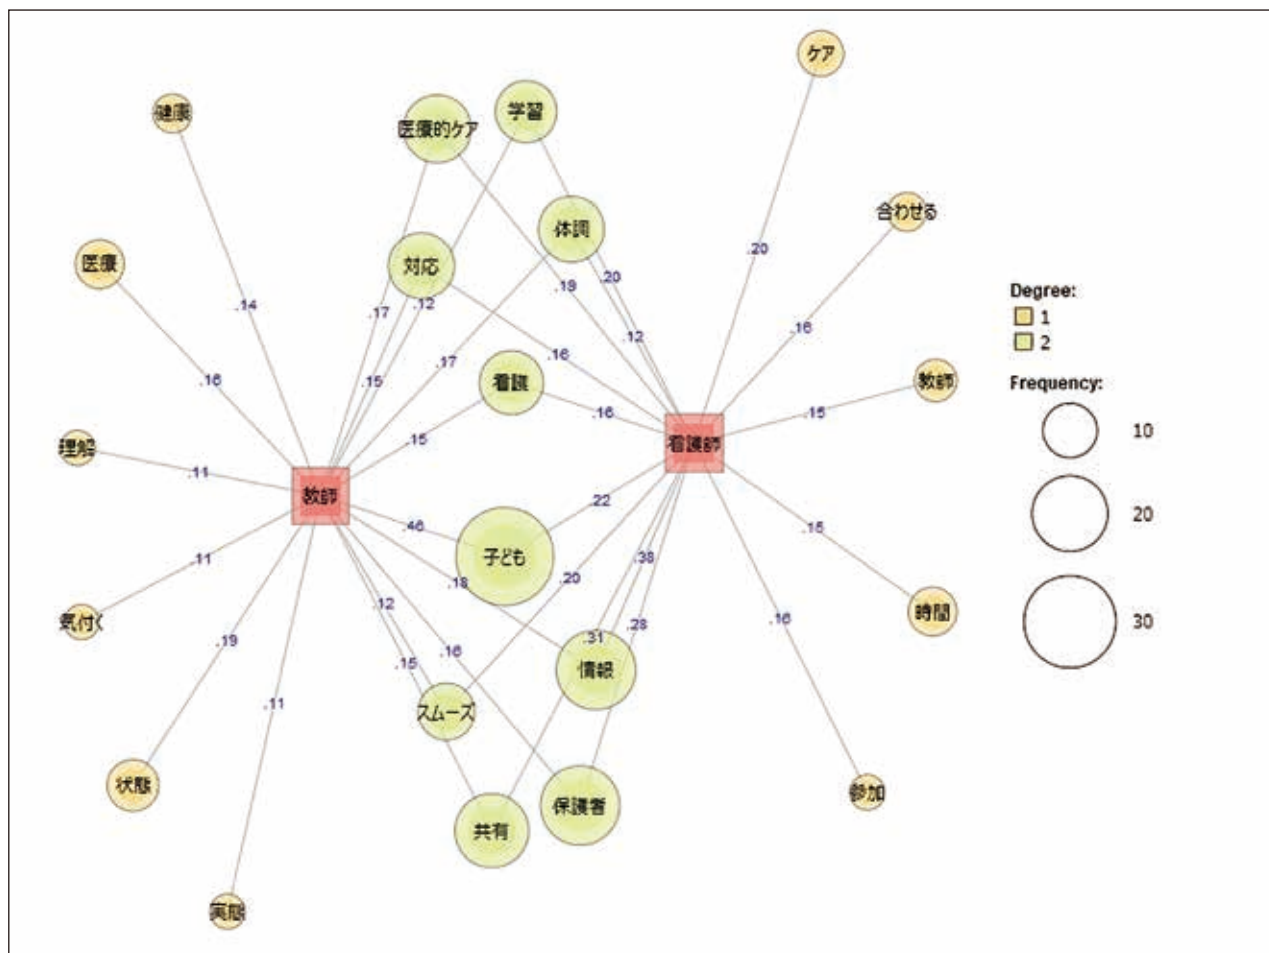 ケア
健康
医療的ケア
学習
合わせる
体調
医療
対応
.20
.20
.19
Degree:
1
2
.14
.17
.12
.12
.16
.16
.17
.15
.16
看護
教師
Frequency:
10
.16
.15
.15
理解
看護師
.11
教師
.22
20
.46
.15
子ども
.38
.11
.18
.20
.12
時間
30
気付く
.16
.31
.28
.19
.16
.15
情報
.11
スムーズ
状態
参加
保護者
共有
実態